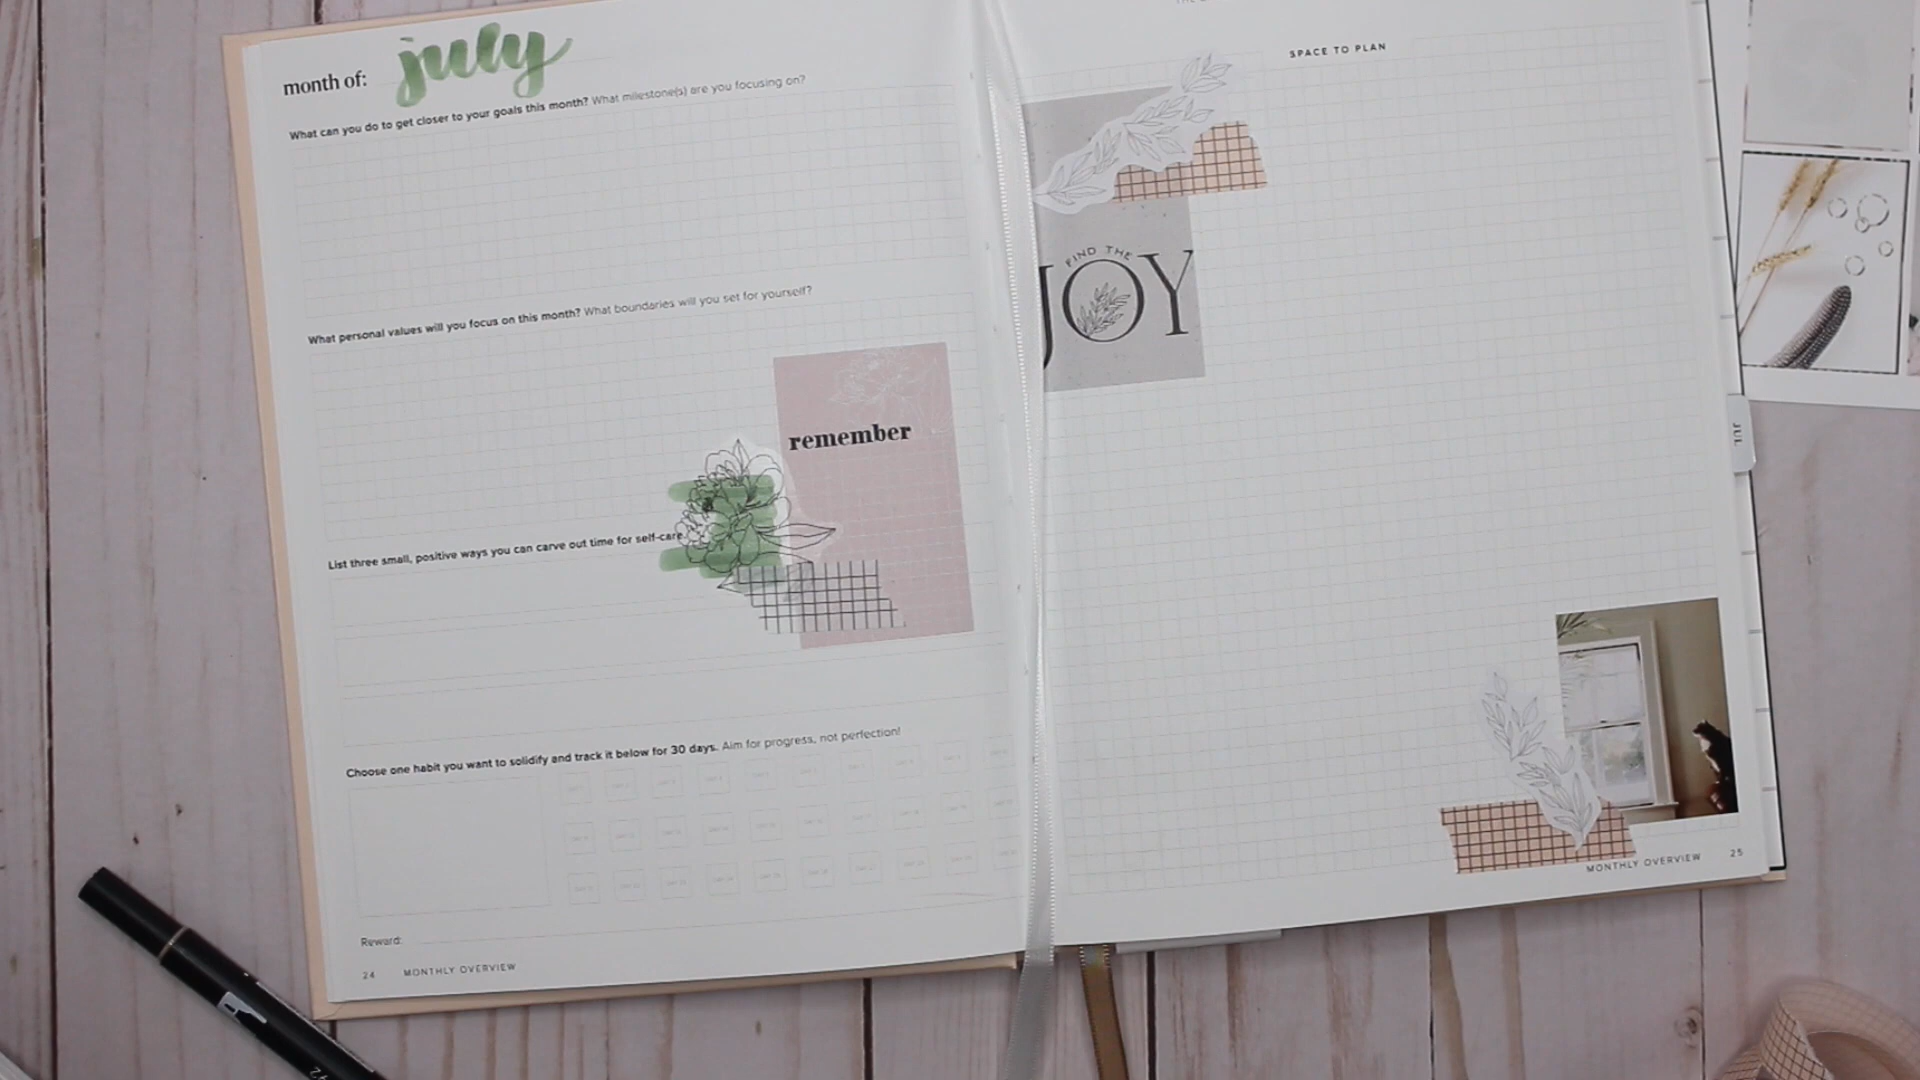 month of: july
What can you do to get closer to your goals this month? What milestone(s) are you focusing on?
What personal values will you focus on this month? What boundaries will you set for yourself?
remember
List three small, positive ways you can carve out time for self-care.
Choose one habit you want to solidify and track it below for 30 days. Aim for progress, not perfection!
Reward:
24 MONTHLY OVERVIEW
SPACE TO PLAN
FIND THE
JOY
JUL
MONTHLY OVERVIEW 25